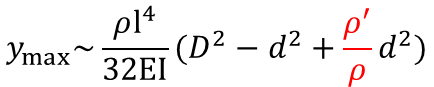 y_max ~ ρl⁴/32EI (D² − d² + ρ′/ρ d²)